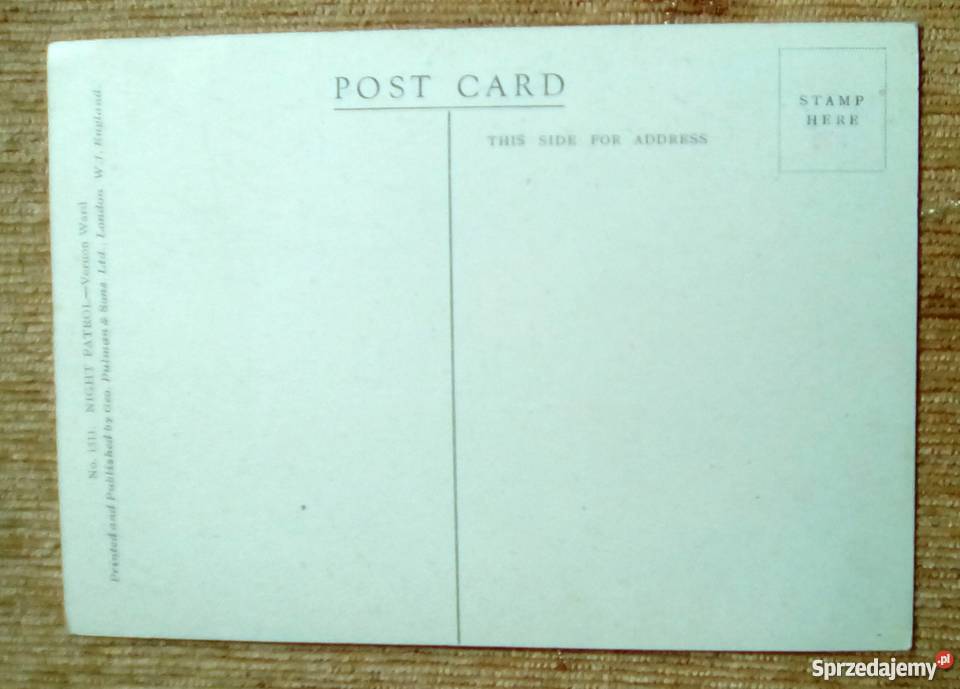 POST CARD
THIS SIDE FOR ADDRESS
STAMP
HERE
No. 1511. NIGHT PATROL—Vernon Ward
Printed and Published by Geo. Pulman & Sons Ltd., London, W.1, England.
Sprzedajemy.pl